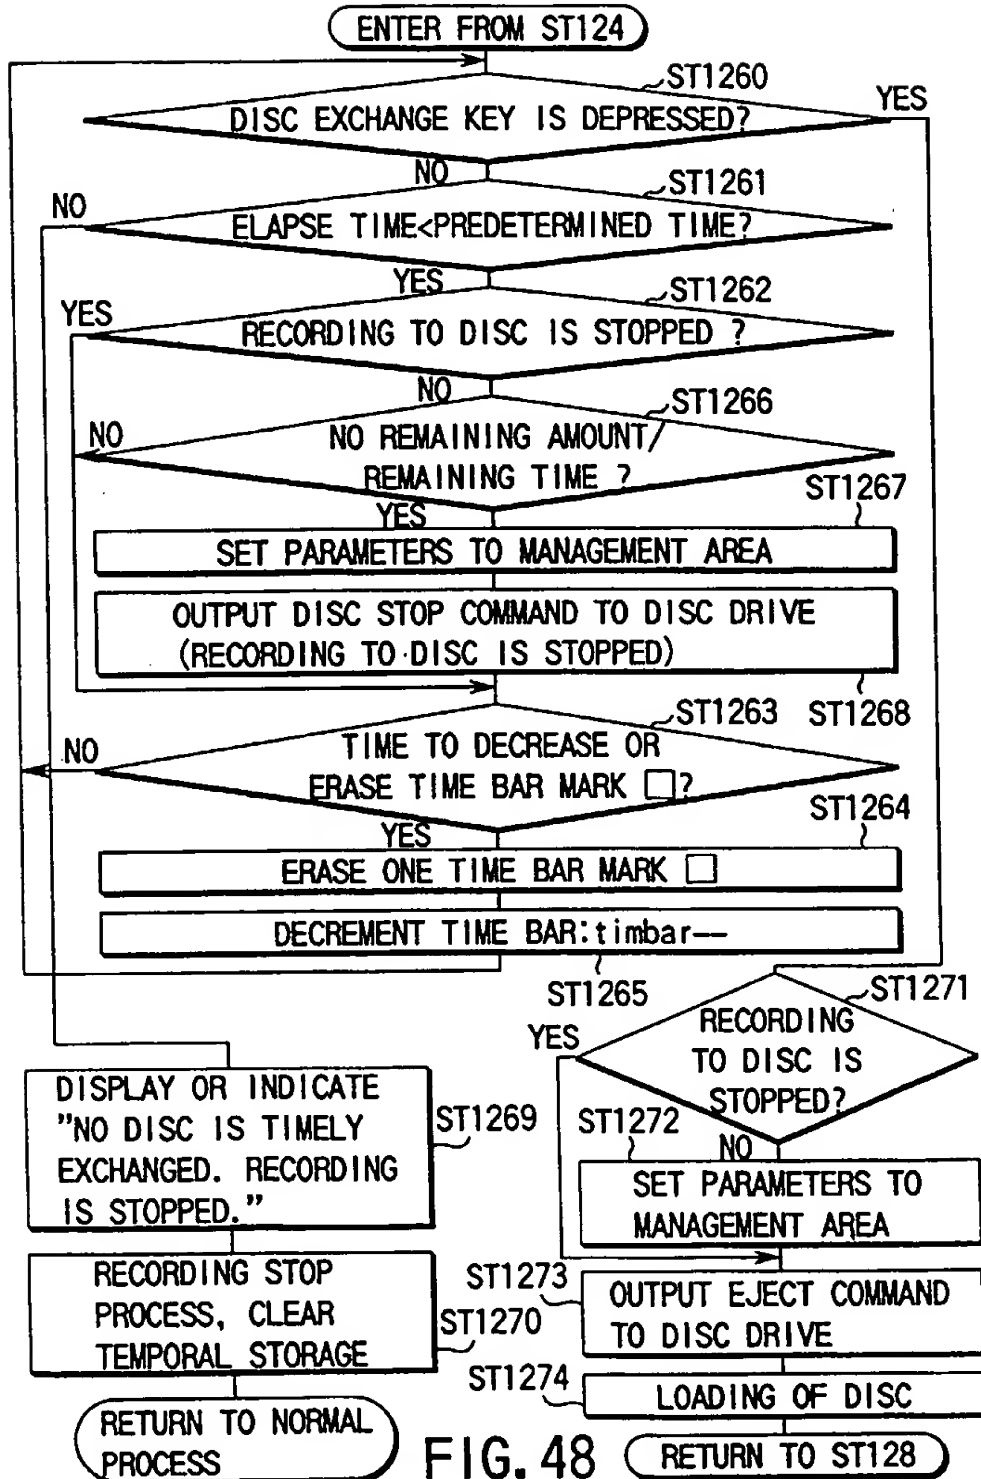 ENTER FROM ST124
ST1260
DISC EXCHANGE KEY IS DEPRESSED?
YES
NO
ST1261
NO
ELAPSE TIME<PREDETERMINED TIME?
YES
ST1262
YES
RECORDING TO DISC IS STOPPED ?
NO
ST1266
NO
NO REMAINING AMOUNT/
REMAINING TIME ?
YES
ST1267
SET PARAMETERS TO MANAGEMENT AREA
OUTPUT DISC STOP COMMAND TO DISC DRIVE
(RECORDING TO DISC IS STOPPED)
ST1268
ST1263
NO
TIME TO DECREASE OR
ERASE TIME BAR MARK □?
YES
ST1264
ERASE ONE TIME BAR MARK □
DECREMENT TIME BAR:timbar--
ST1265
DISPLAY OR INDICATE
"NO DISC IS TIMELY
EXCHANGED. RECORDING
IS STOPPED."
ST1269
RECORDING STOP
PROCESS, CLEAR
TEMPORAL STORAGE
ST1270
RETURN TO NORMAL
PROCESS
ST1271
YES
RECORDING
TO DISC IS
STOPPED?
ST1272
NO
SET PARAMETERS TO
MANAGEMENT AREA
ST1273
OUTPUT EJECT COMMAND
TO DISC DRIVE
ST1274
LOADING OF DISC
RETURN TO ST128
FIG. 48